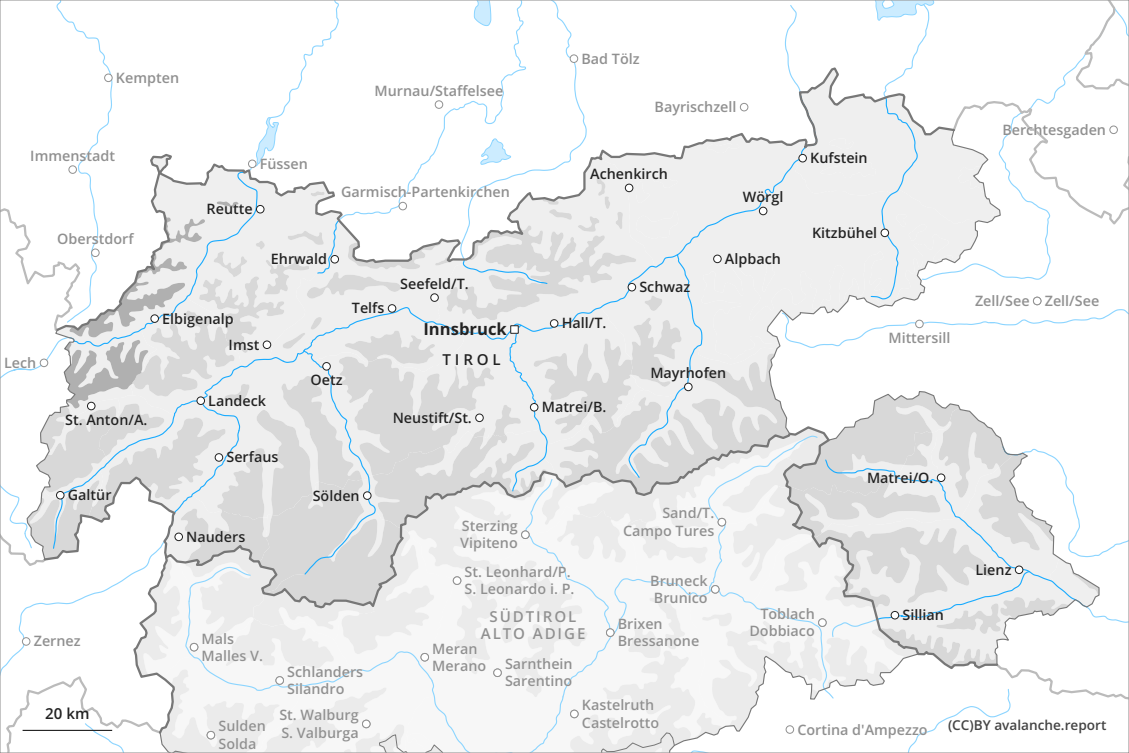 Kempten
Bad Tölz
Murnau/Staffelsee
Bayrischzell
Berchtesgaden
Immenstadt
Füssen
Kufstein
Achenkirch
Garmisch-Partenkirchen
Wörgl
Reutte
Kitzbühel
Oberstdorf
Ehrwald
Alpbach
Seefeld/T.
Schwaz
Zell/See
Zell/See
Telfs
Elbigenalp
Innsbruck
Hall/T.
Mittersill
Imst
TIROL
Lech
Oetz
Mayrhofen
Landeck
Matrei/B.
St. Anton/A.
Neustift/St.
Serfaus
Matrei/O.
Galtür
Sölden
Sand/T.
Campo Tures
Sterzing
Vipiteno
Nauders
Lienz
St. Leonhard/P.
S. Leonardo i. P.
Bruneck
Brunico
Sillian
SÜDTIROL
ALTO ADIGE
Toblach
Dobbiaco
Brixen
Bressanone
Zernez
Mals
Malles V.
Meran
Merano
Sarnthein
Sarentino
Schlanders
Silandro
Kastelruth
Castelrotto
St. Walburg
S. Valburga
20 km
Sulden
Solda
Cortina d'Ampezzo
(CC)BY avalanche.report